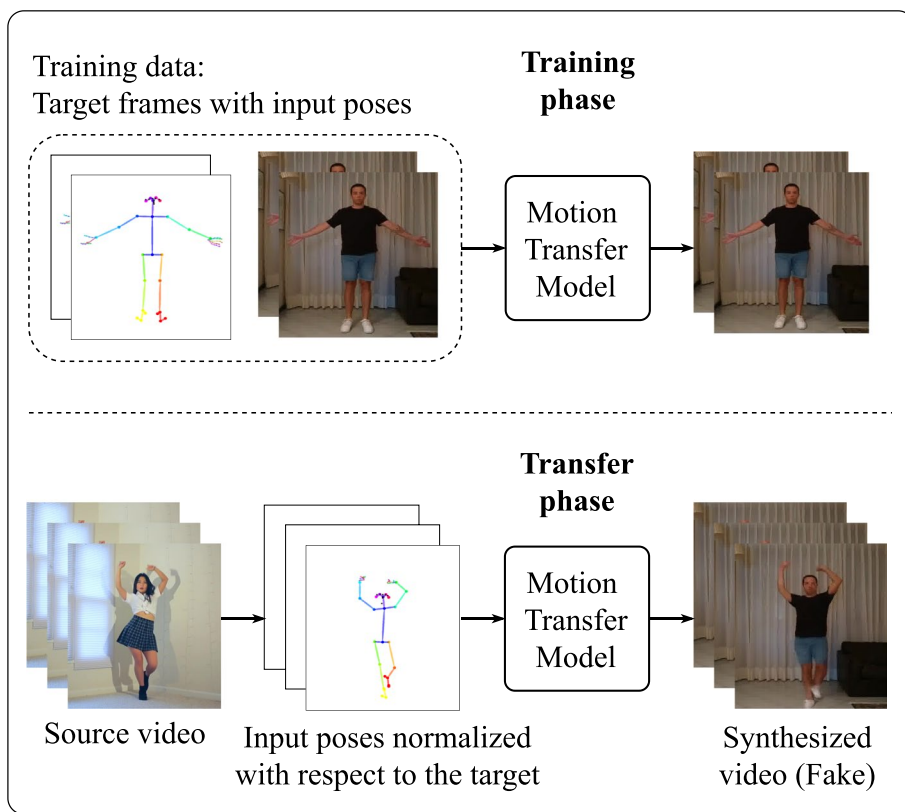 Training data:
Target frames with input poses
Training
phase
Motion
Transfer
Model
Transfer
phase
Motion
Transfer
Model
Source video
Input poses normalized
with respect to the target
Synthesized
video (Fake)